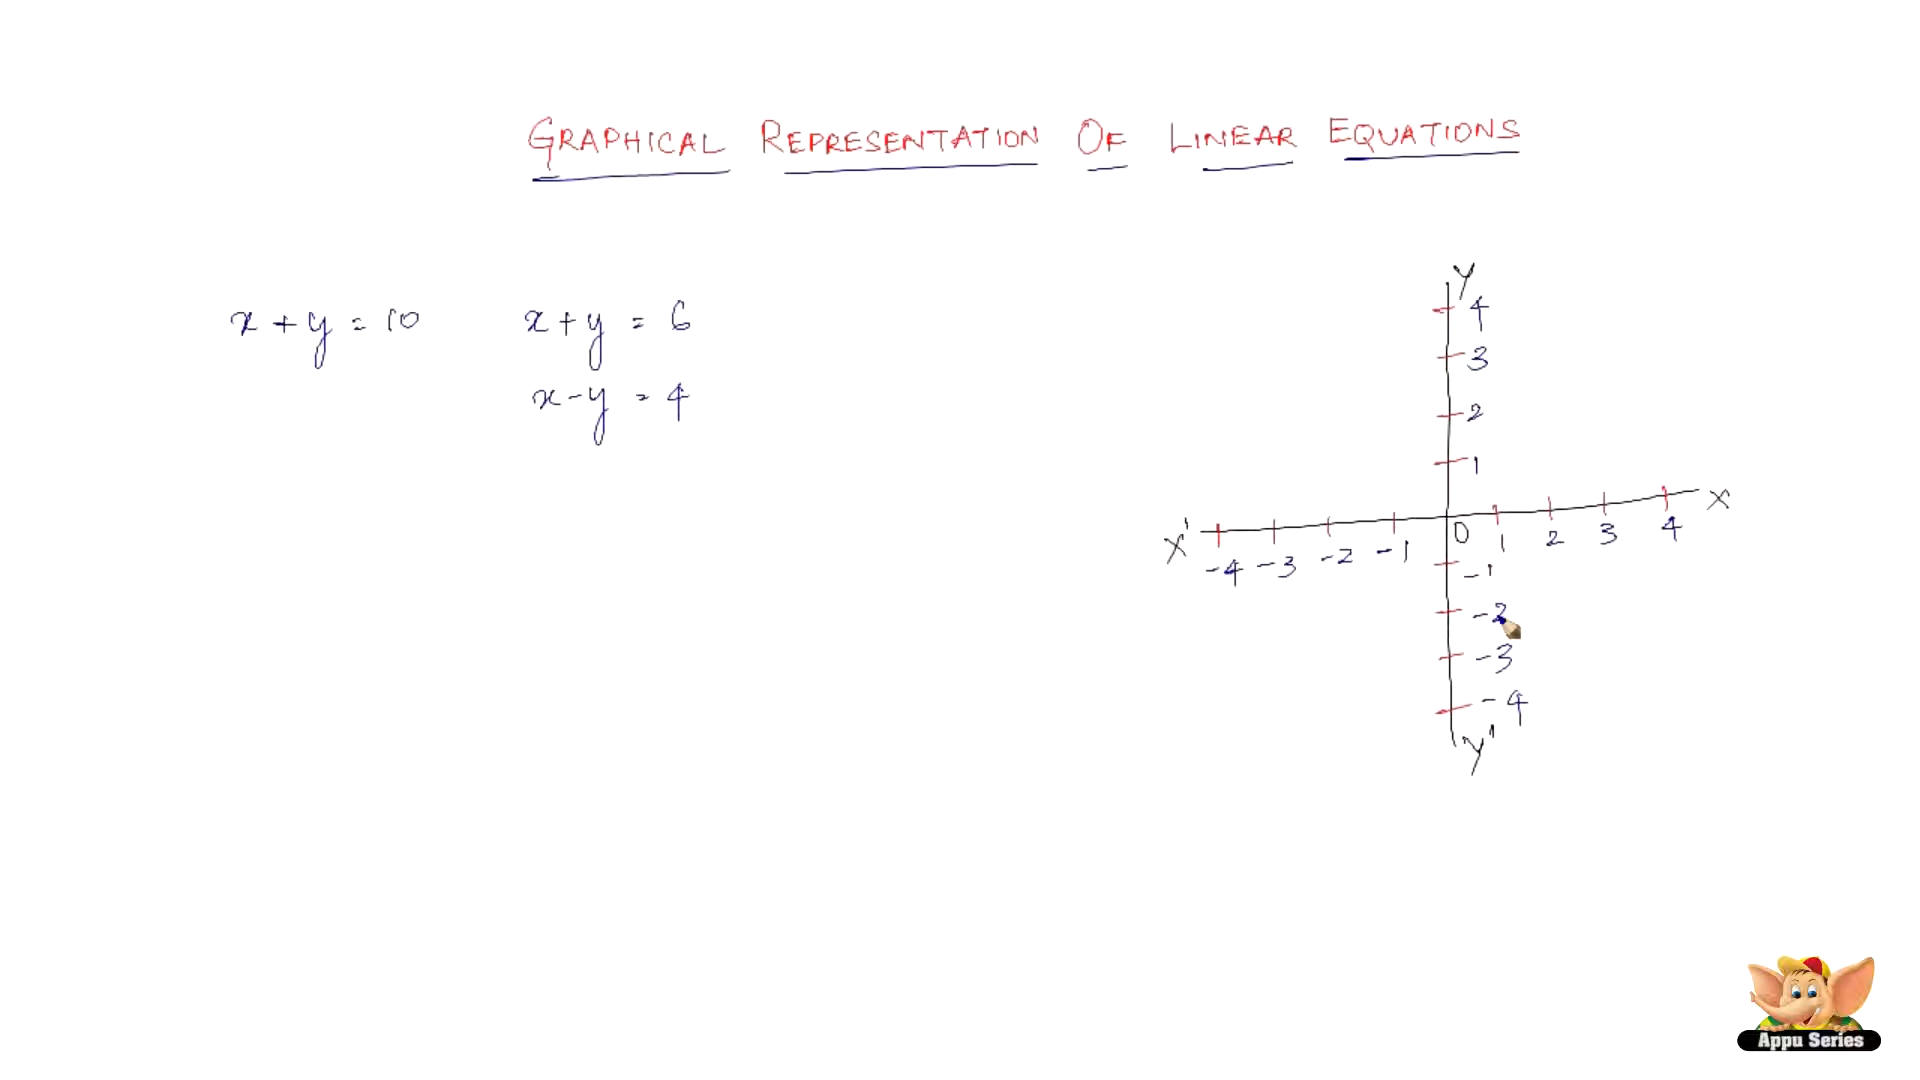 GRAPHICAL REPRESENTATION OF LINEAR EQUATIONS
x + y = 10
x + y = 6
x - y = 4
Y
4
3
2
1
X' -4 -3 -2 -1 0 1 2 3 4 X
-1
-2
-3
-4
Y'
Appu Series